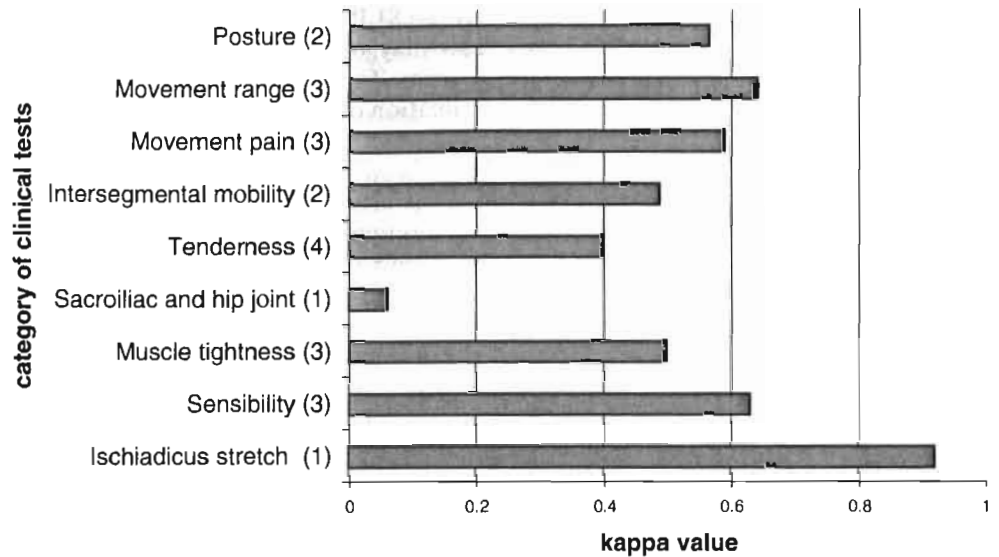 category of clinical tests
Posture (2)
Movement range (3)
Movement pain (3)
Intersegmental mobility (2)
Tenderness (4)
Sacroiliac and hip joint (1)
Muscle tightness (3)
Sensibility (3)
Ischiadicus stretch (1)
0 0.2 0.4 0.6 0.8 1
kappa value